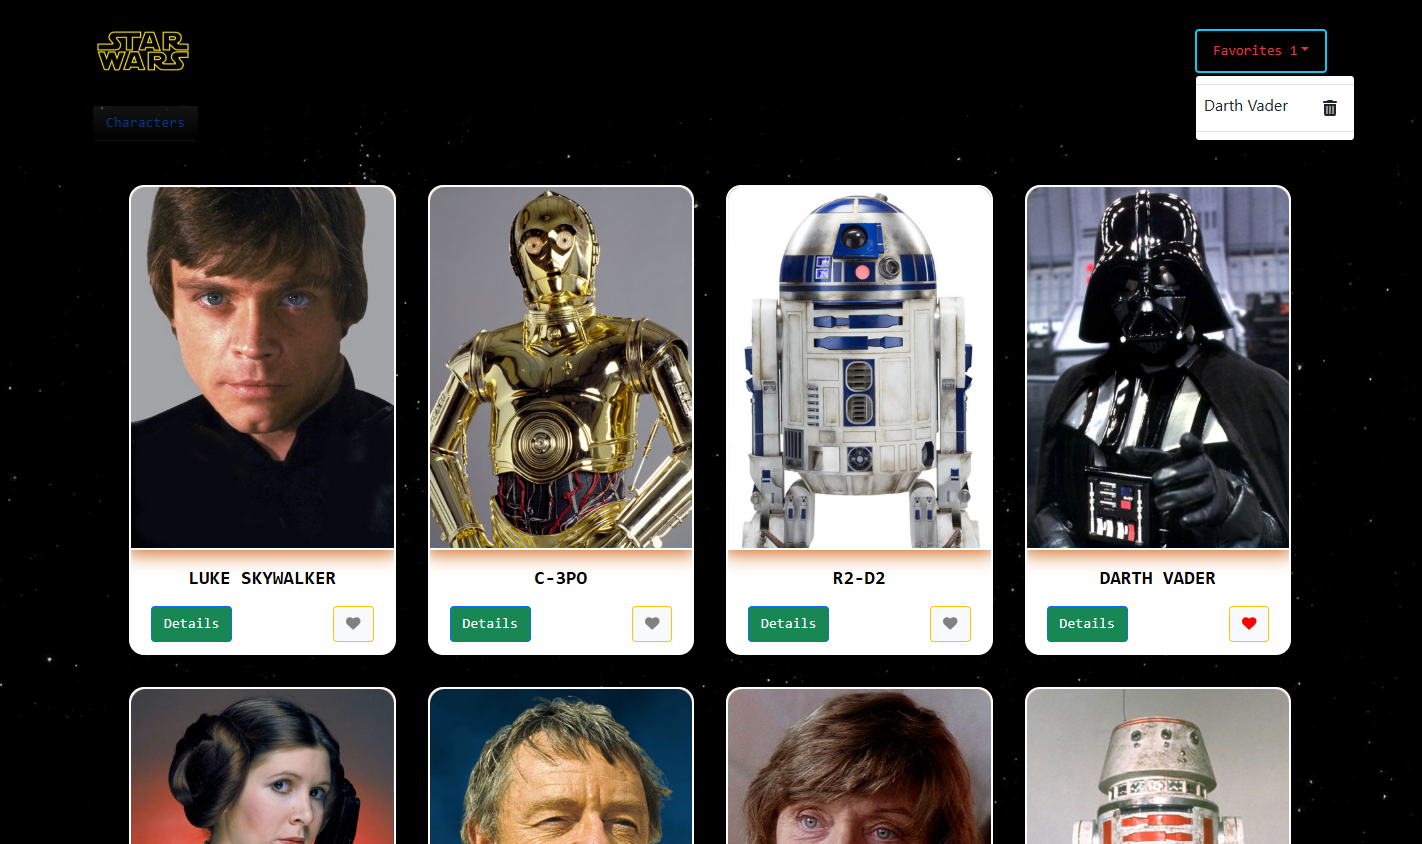 STAR
WARS
Favorites 1
Darth Vader
Characters
LUKE SKYWALKER
C-3PO
R2-D2
DARTH VADER
Details
Details
Details
Details